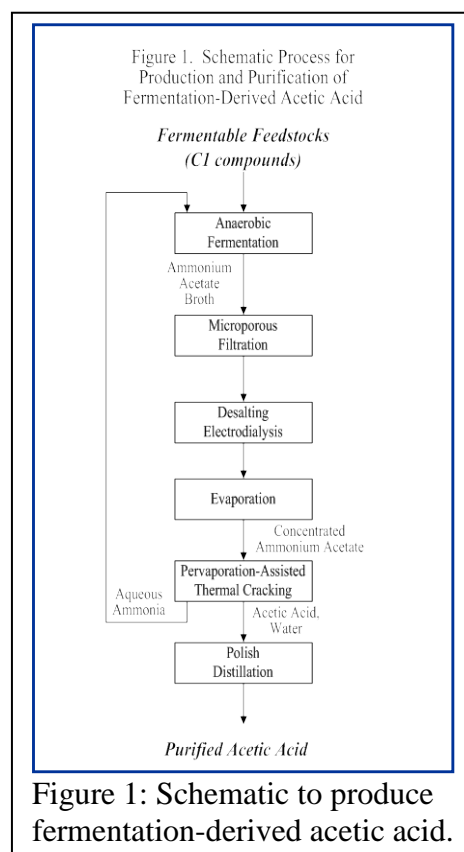 Figure 1. Schematic Process for
Production and Purification of
Fermentation-Derived Acetic Acid
Fermentable Feedstocks
(C1 compounds)
Anaerobic
Fermentation
Ammonium
Acetate
Broth
Microporous
Filtration
Desalting
Electrodialysis
Evaporation
Concentrated
Ammonium Acetate
Pervaporation-Assisted
Thermal Cracking
Aqueous
Ammonia
Acetic Acid,
Water
Polish
Distillation
Purified Acetic Acid
Figure 1: Schematic to produce
fermentation-derived acetic acid.